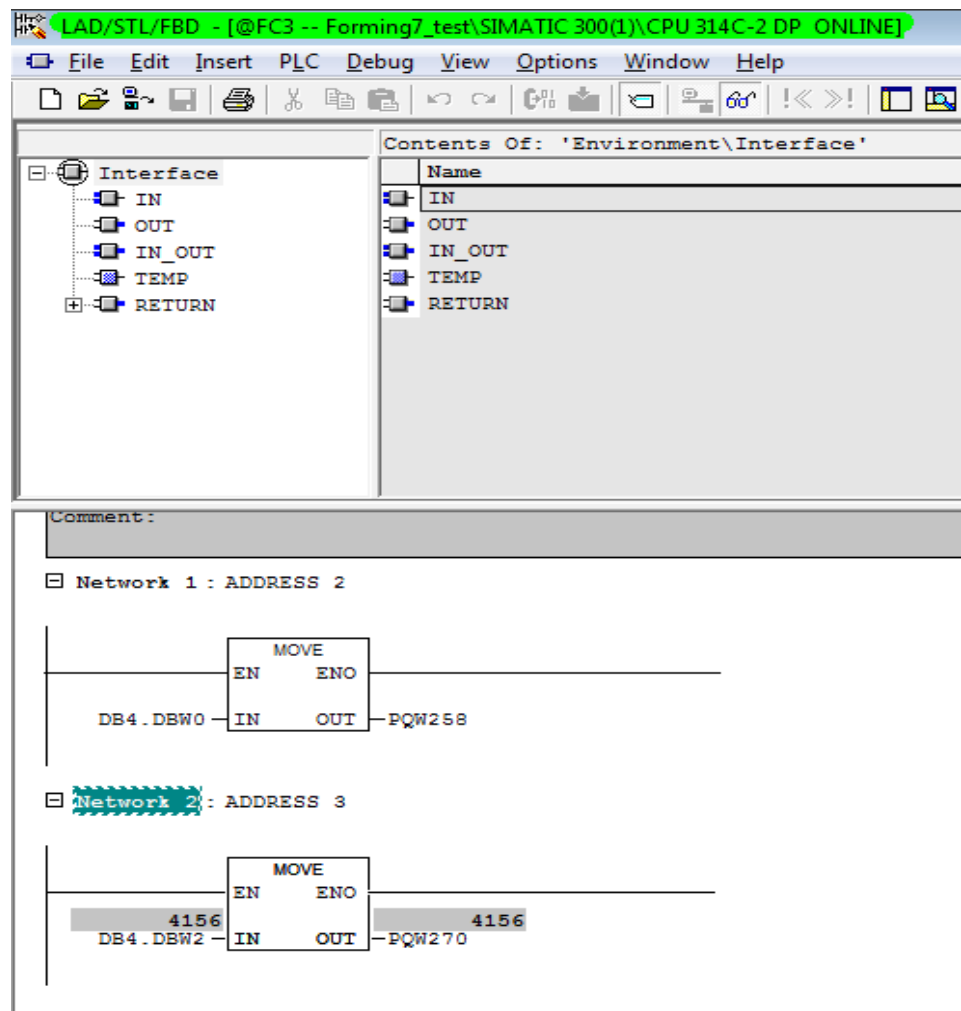 LAD/STL/FBD - [@FC3 -- Forming7_test\SIMATIC 300(1)\CPU 314C-2 DP ONLINE]
File Edit Insert PLC Debug View Options Window Help
Contents Of: 'Environment\Interface'
Interface
IN
OUT
IN_OUT
TEMP
RETURN
Name
IN
OUT
IN_OUT
TEMP
RETURN
Comment:
Network 1 : ADDRESS 2
MOVE
EN ENO
DB4.DBW0 IN OUT PQW258
Network 2 : ADDRESS 3
MOVE
EN ENO
4156 4156
DB4.DBW2 IN OUT PQW270